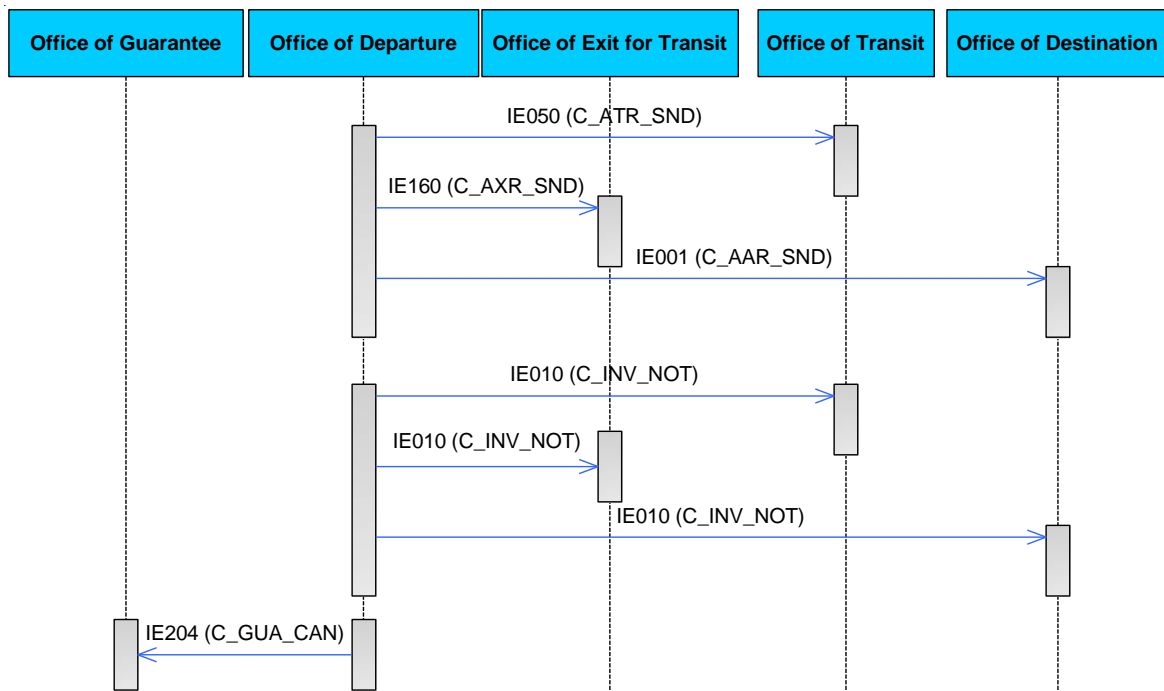 Office of Guarantee
Office of Departure
Office of Exit for Transit
Office of Transit
Office of Destination
IE050 (C_ATR_SND)
IE160 (C_AXR_SND)
IE001 (C_AAR_SND)
IE010 (C_INV_NOT)
IE010 (C_INV_NOT)
IE010 (C_INV_NOT)
IE204 (C_GUA_CAN)